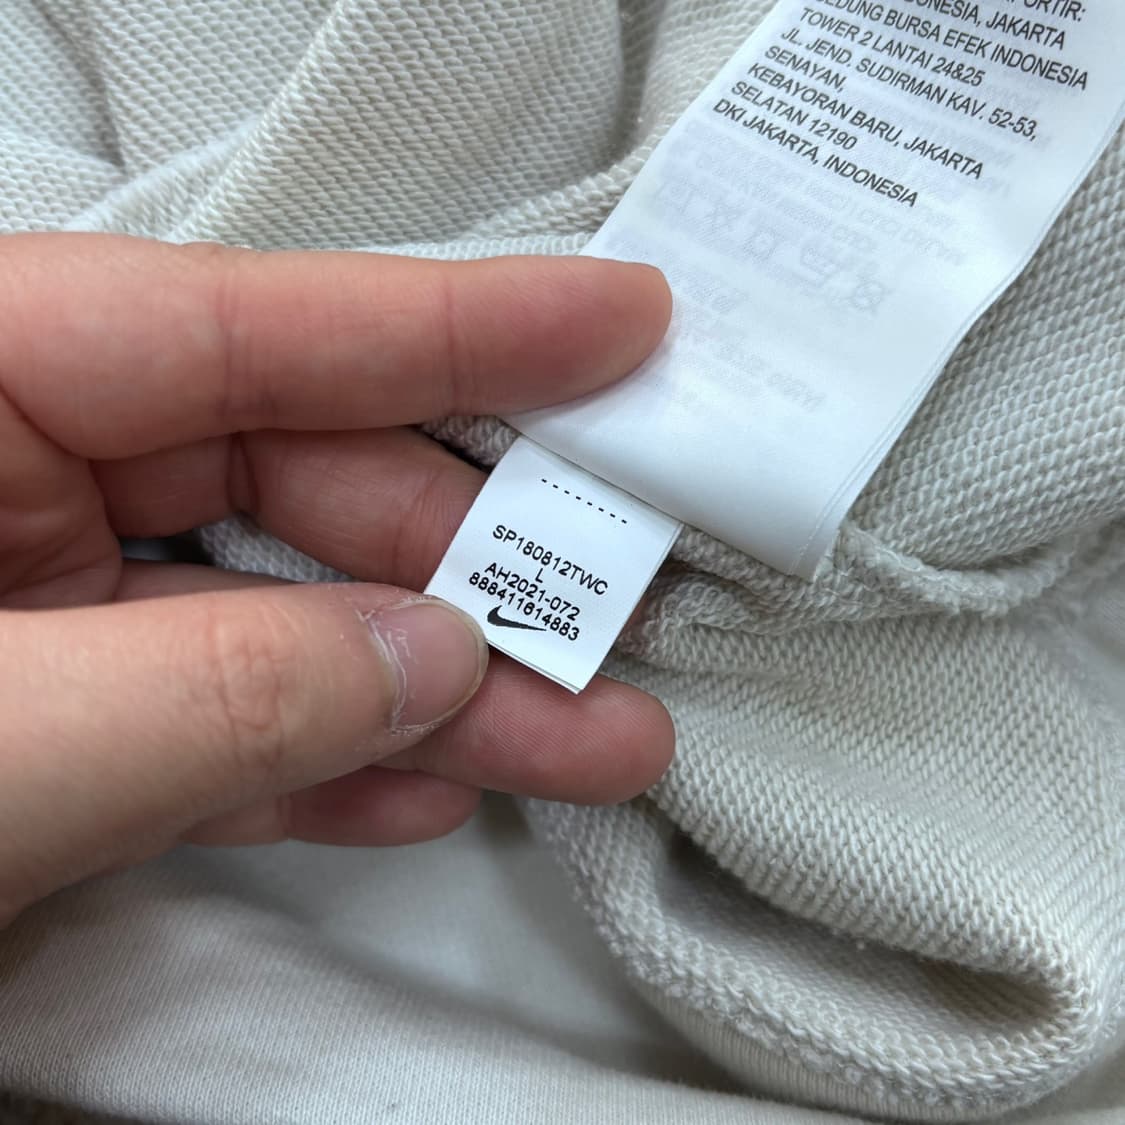 ONESIA, JAKARTA
GEDUNG BURSA EFEK INDONESIA
TOWER 2 LANTAI 24&25
JL. JEND. SUDIRMAN KAV. 52-53,
SENAYAN,
KEBAYORAN BARU, JAKARTA
SELATAN 12190
DKI JAKARTA, INDONESIA
SP180812TWC
L
AH2021-072
888411614883